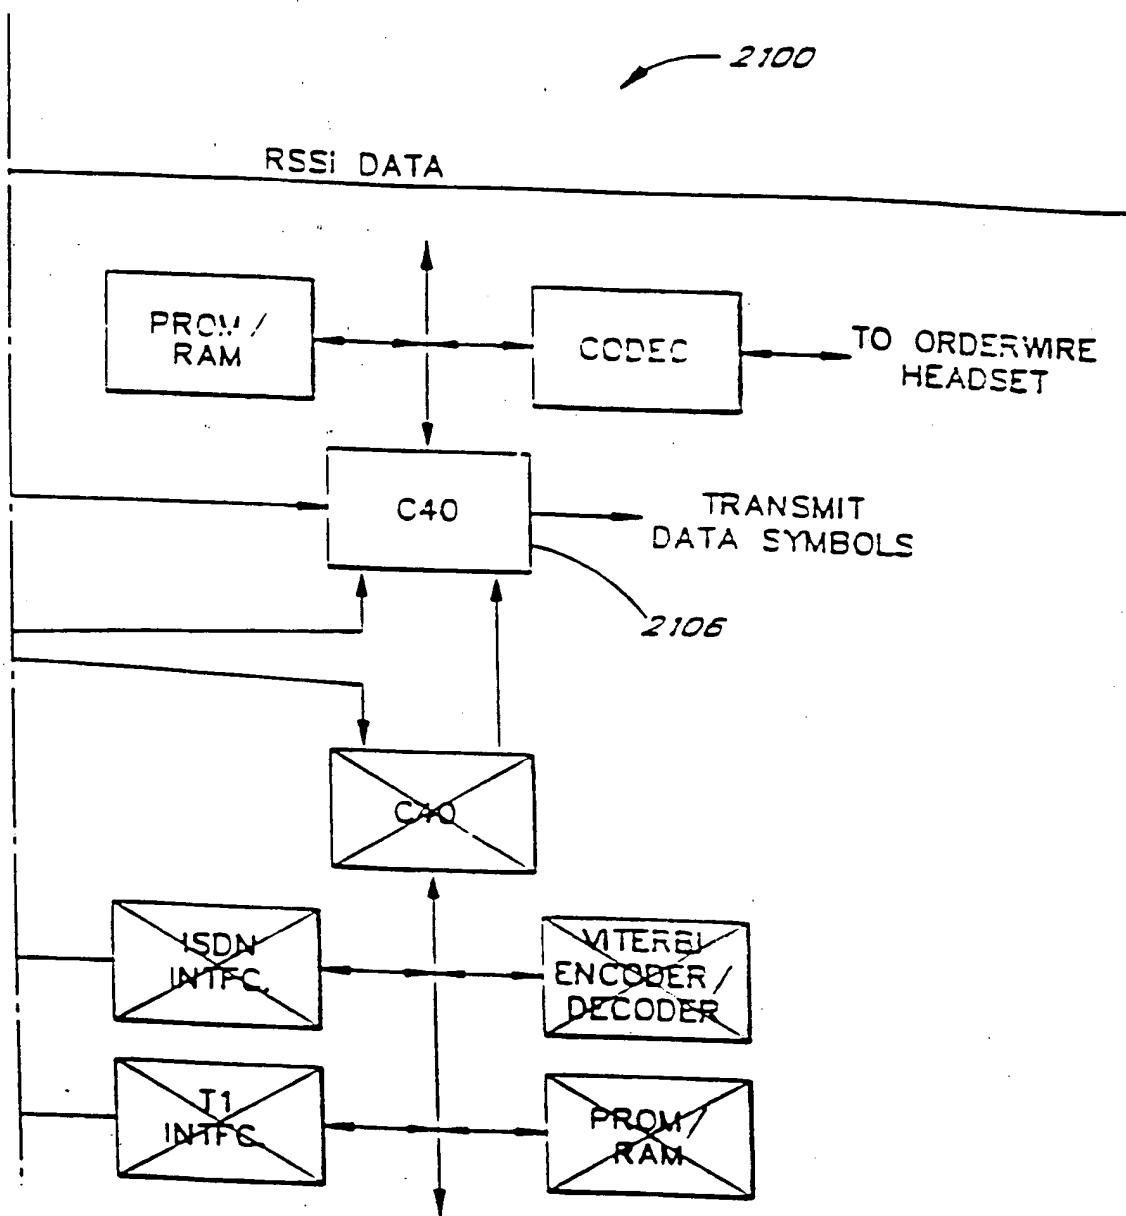 2100
RSSI DATA
PROM /
RAM
CODEC
TO ORDERWIRE
HEADSET
C40
TRANSMIT
DATA SYMBOLS
2106
C40
ISDN
INTFC.
VITERBI
ENCODER /
DECODER
T1
INTFC.
PROM /
RAM